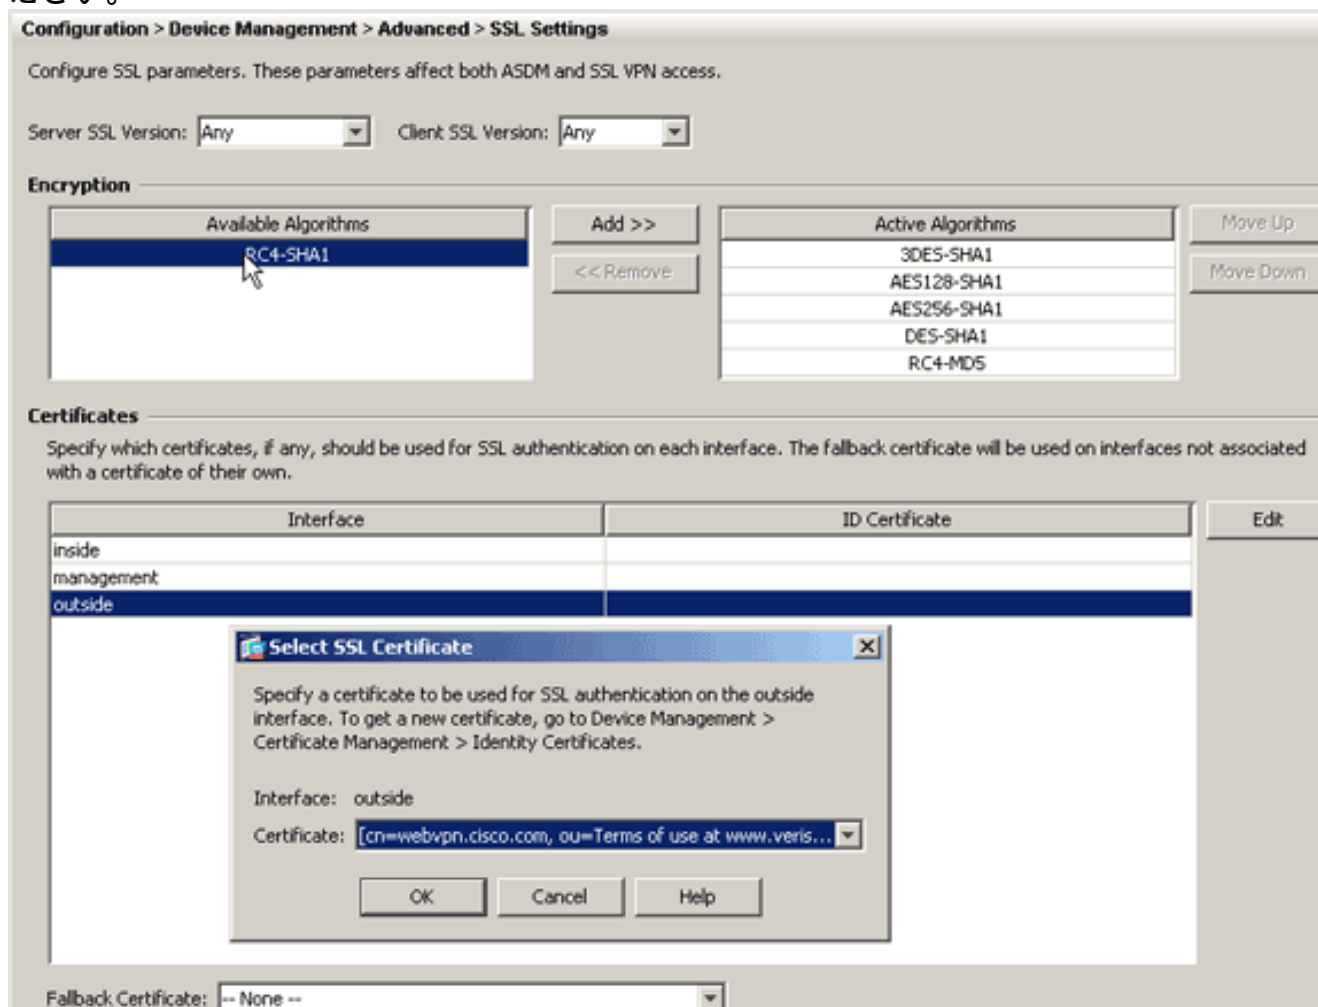 ださい。
Configuration > Device Management > Advanced > SSL Settings
Configure SSL parameters. These parameters affect both ASDM and SSL VPN access.
Server SSL Version: Any Client SSL Version: Any
Encryption
Available Algorithms
RC4-SHA1
Add >>
<< Remove
Active Algorithms
3DES-SHA1
AES128-SHA1
AES256-SHA1
DES-SHA1
RC4-MD5
Move Up
Move Down
Certificates
Specify which certificates, if any, should be used for SSL authentication on each interface. The fallback certificate will be used on interfaces not associated
with a certificate of their own.
Interface ID Certificate
inside
management
outside
Edit
Select SSL Certificate
Specify a certificate to be used for SSL authentication on the outside
interface. To get a new certificate, go to Device Management >
Certificate Management > Identity Certificates.
Interface: outside
Certificate: [cn=webvpn.cisco.com, ou=Terms of use at www.veris...
OK Cancel Help
Fallback Certificate: -- None --